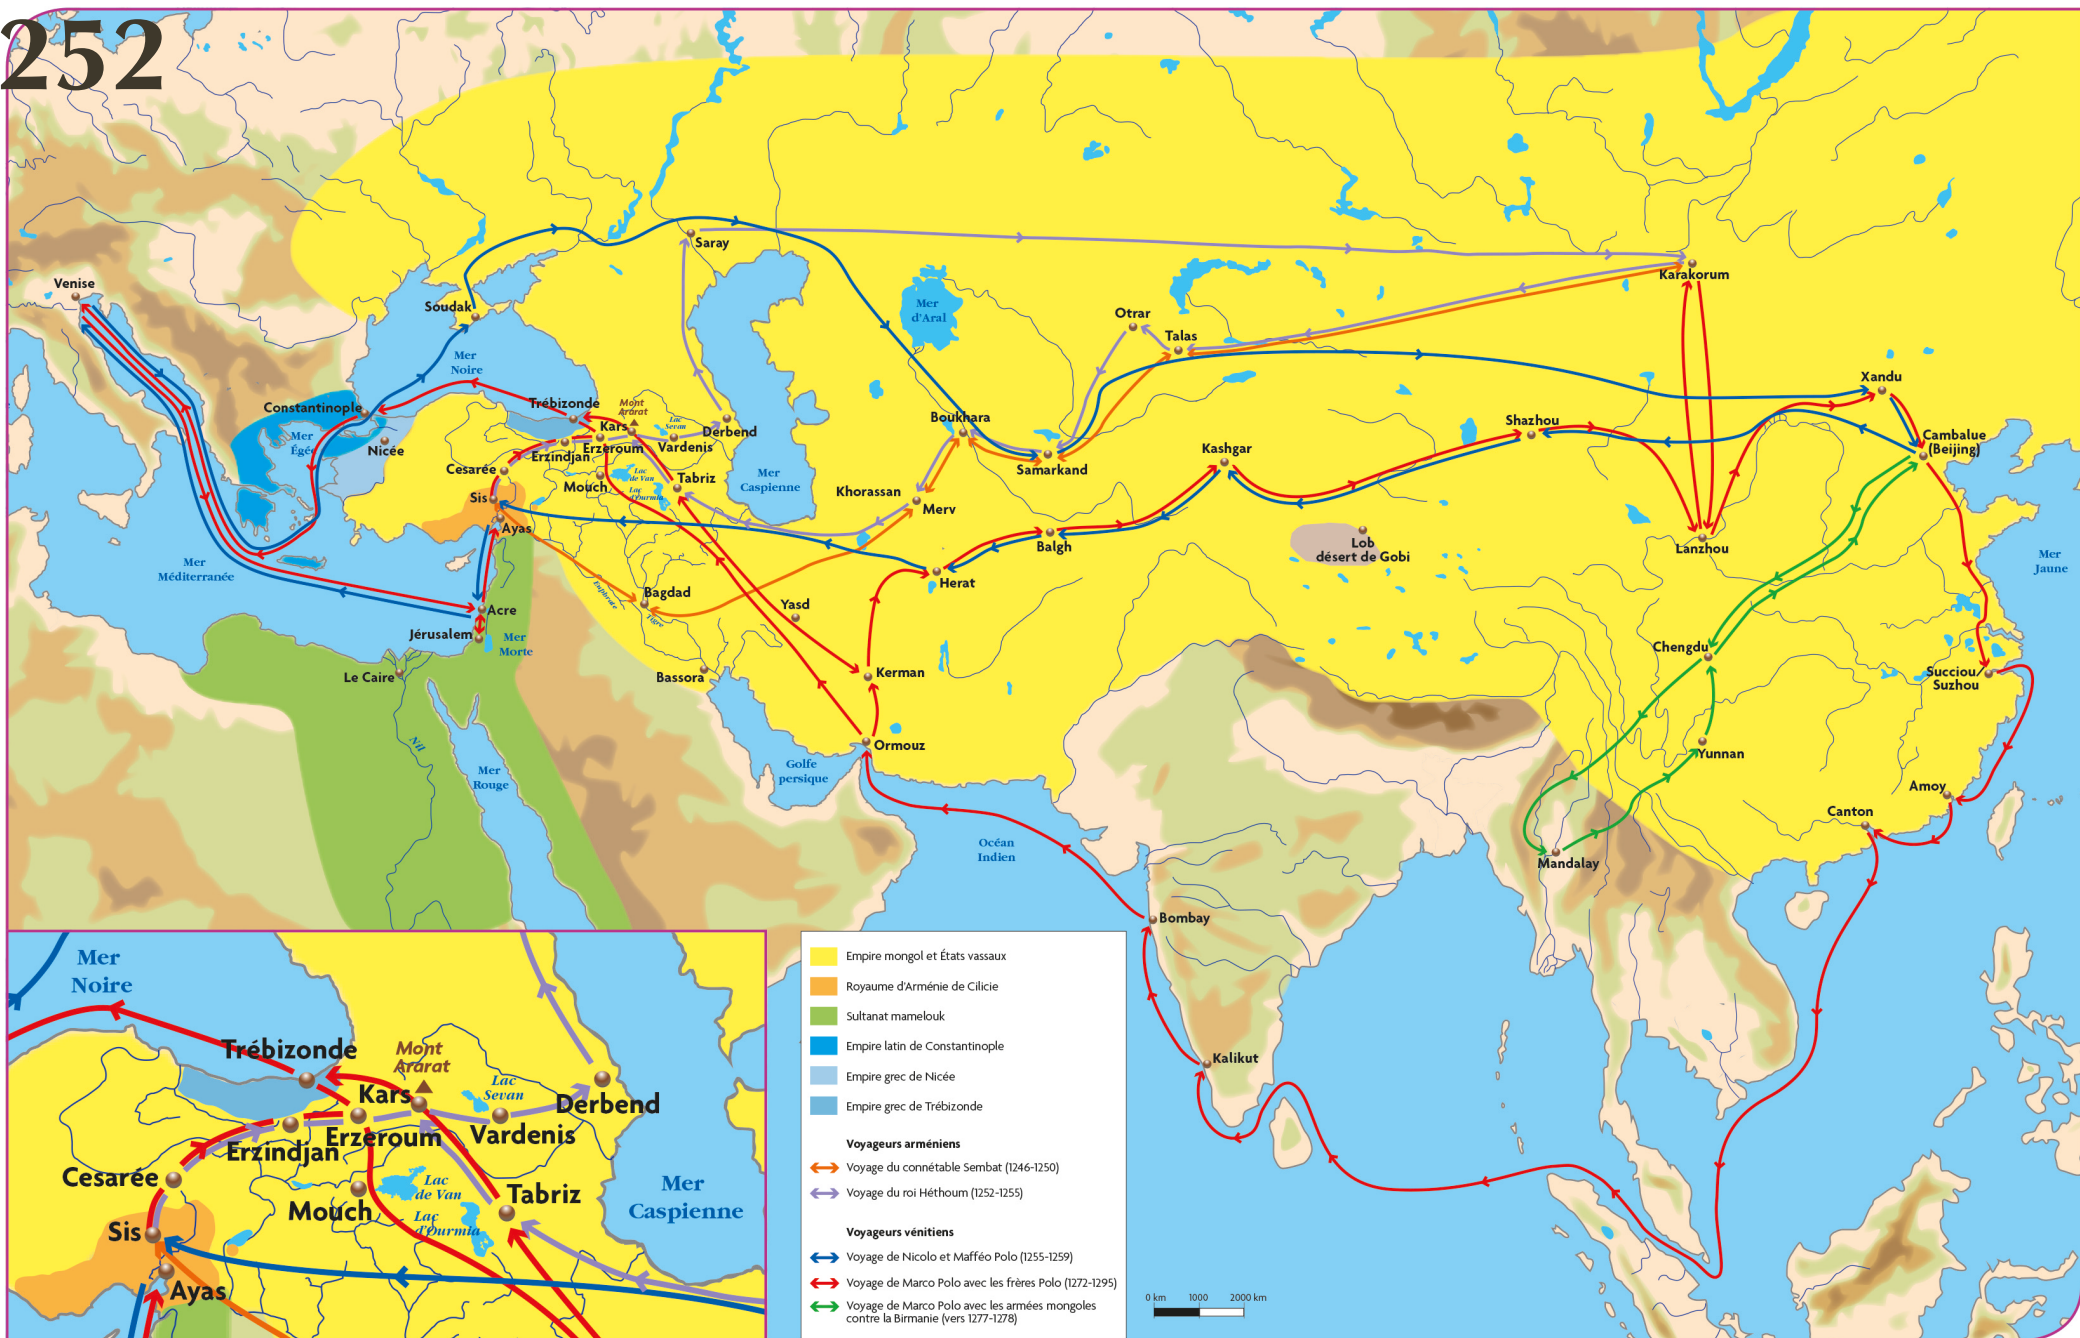 252
Saray
Karakorum
Venise
Soudak
Mer
d'Aral
Otrar
Talas
Mer
Noire
Xandu
Constantinople
Trébizonde
Mont
Ararat
Lac
Sevan
Kars
Derbend
Boukhara
Shazhou
Mer
Égée
Nicée
Erzindjan
Erzeroum
Vardenis
Cambalue
(Beijing)
Cesarée
Samarkand
Kashgar
Mouch
Lac
de Van
Lac
d'Ourmia
Tabriz
Mer
Caspienne
Khorassan
Merv
Sis
Ayas
Balgh
Lob
désert de Gobi
Lanzhou
Mer
Jaune
Mer
Méditerranée
Herat
Euphrate
Bagdad
Tigre
Yasd
Acre
Jérusalem
Mer
Morte
Le Caire
Bassora
Kerman
Chengdu
Succiou/
Suzhou
Nil
Mer
Rouge
Golfe
persique
Ormouz
Yunnan
Amoy
Canton
Océan
Indien
Mandalay
Bombay
Kalikut
Mer
Noire
Trébizonde
Mont
Ararat
Lac
Sevan
Kars
Derbend
Erzindjan
Erzeroum
Vardenis
Cesarée
Mouch
Lac
de Van
Lac
d'Ourmia
Tabriz
Mer
Caspienne
Sis
Ayas
Empire mongol et États vassaux
Royaume d'Arménie de Cilicie
Sultanat mamelouk
Empire latin de Constantinople
Empire grec de Nicée
Empire grec de Trébizonde
Voyageurs arméniens
Voyage du connétable Sembat (1246-1250)
Voyage du roi Héthoum (1252-1255)
Voyageurs vénitiens
Voyage de Nicolo et Mafféo Polo (1255-1259)
Voyage de Marco Polo avec les frères Polo (1272-1295)
Voyage de Marco Polo avec les armées mongoles
contre la Birmanie (vers 1277-1278)
0 km 1000 2000 km